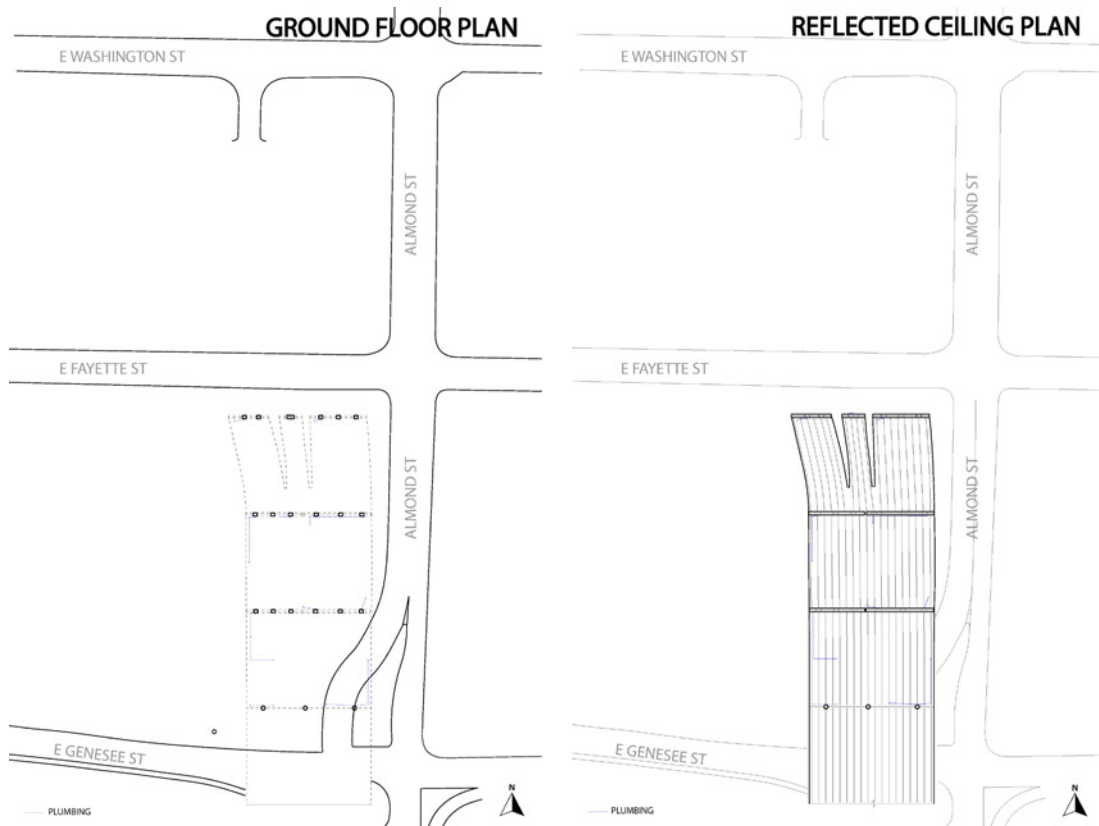 GROUND FLOOR PLAN
E WASHINGTON ST
ALMOND ST
E FAYETTE ST
ALMOND ST
E GENESEE ST
PLUMBING
N
REFLECTED CEILING PLAN
E WASHINGTON ST
ALMOND ST
E FAYETTE ST
ALMOND ST
E GENESEE ST
PLUMBING
N